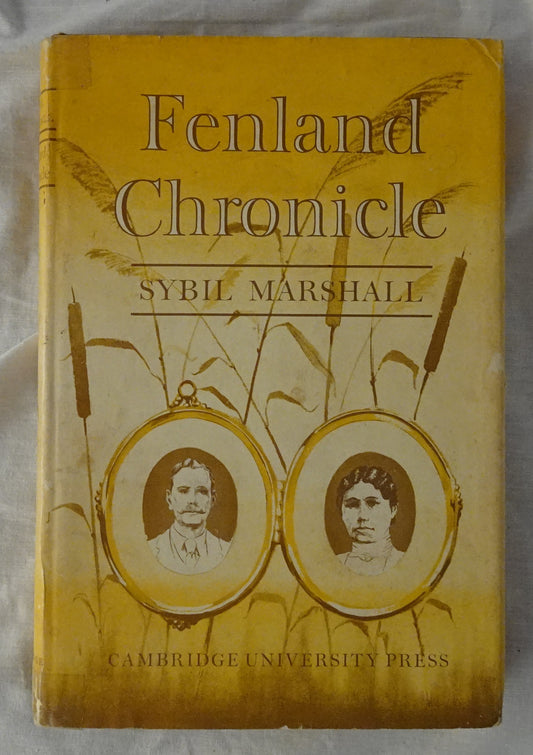 Fenland
Chronicle
SYBIL MARSHALL
CAMBRIDGE UNIVERSITY PRESS